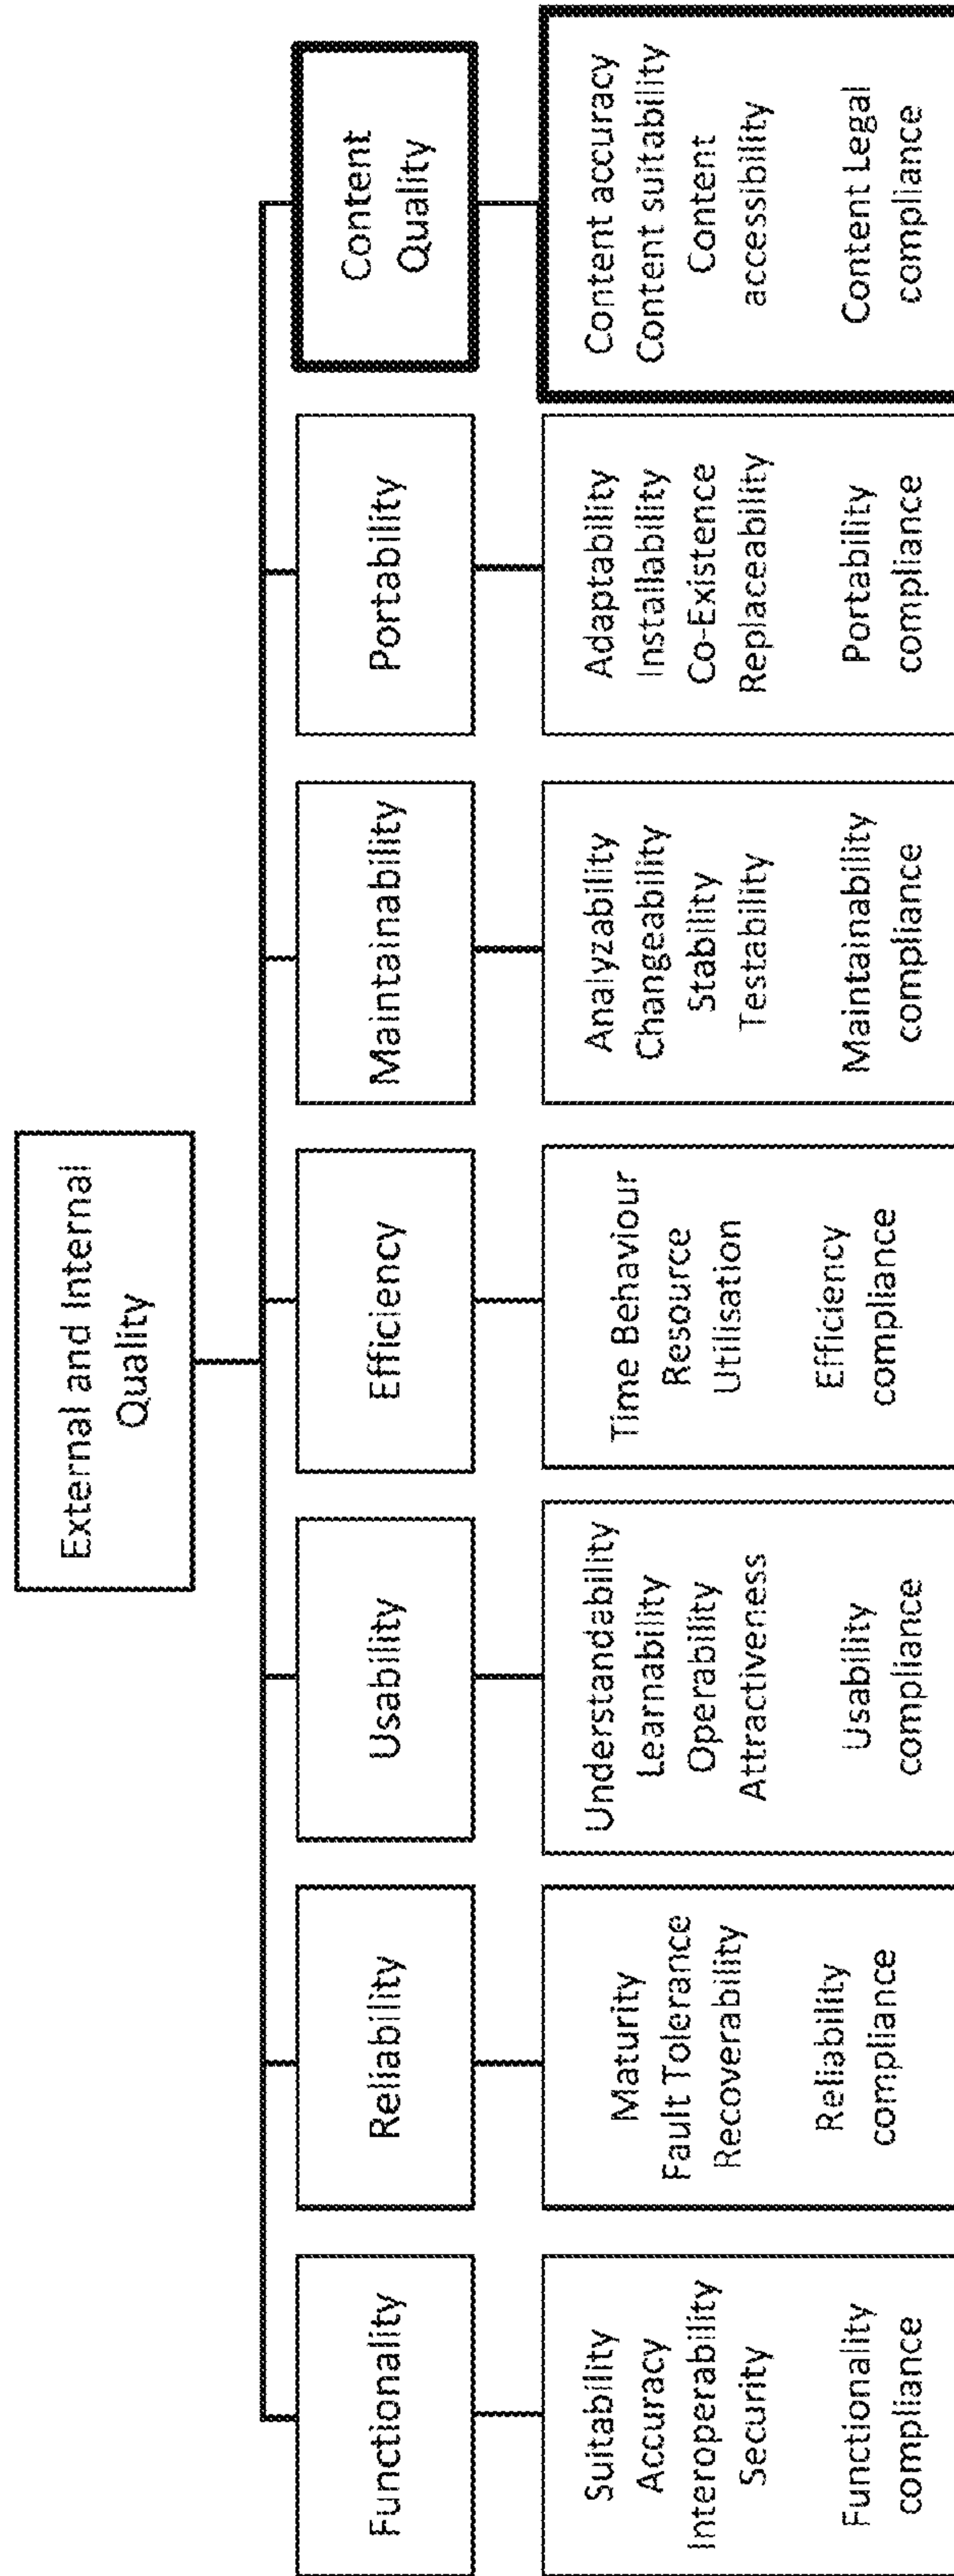 External and Internal
Quality
Functionality
Reliability
Usability
Efficiency
Maintainability
Portability
Content
Quality
Suitability
Accuracy
Interoperability
Security
Functionality
compliance
Maturity
Fault Tolerance
Recoverability
Reliability
compliance
Understandability
Learnability
Operability
Attractiveness
Usability
compliance
Time Behaviour
Resource
Utilisation
Efficiency
compliance
Analyzability
Changeability
Stability
Testability
Maintainability
compliance
Adaptability
Installability
Co-Existence
Replaceability
Portability
compliance
Content accuracy
Content suitability
Content
accessibility
Content Legal
compliance